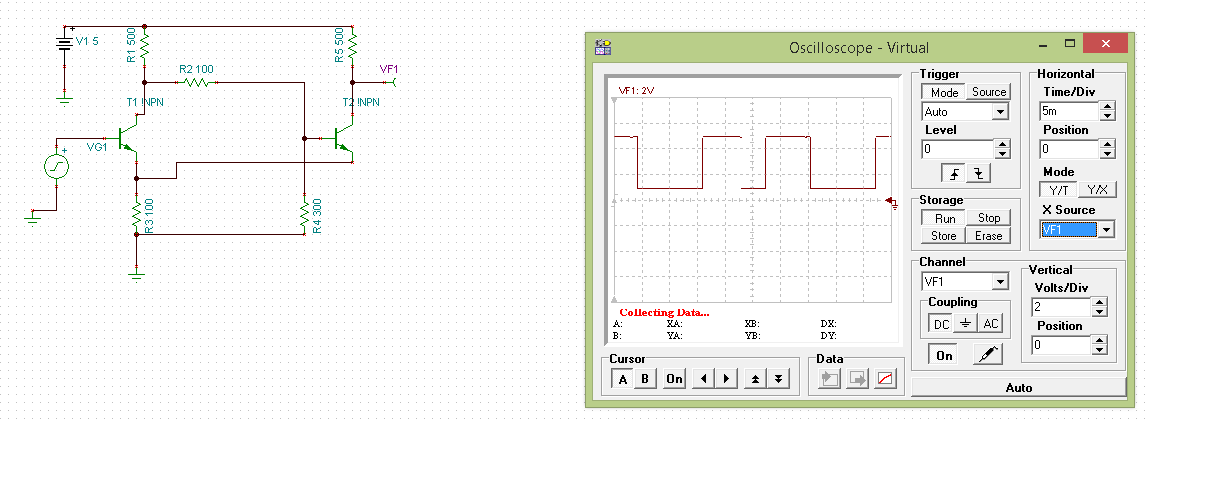 V1 5
R1 500
R5 500
R2 100
VF1
T1 !NPN
T2 !NPN
VG1
R3 100
R4 300
Oscilloscope - Virtual
VF1: 2V
Collecting Data...
A: XA: XB: DX:
B: YA: YB: DY:
Cursor
A B On
Data
Trigger
Mode Source
Auto
Level
0
Storage
Run Stop
Store Erase
Horizontal
Time/Div
5m
Position
0
Mode
Y/T Y/X
X Source
VF1
Channel
VF1
Coupling
DC AC
On
Vertical
Volts/Div
2
Position
0
Auto